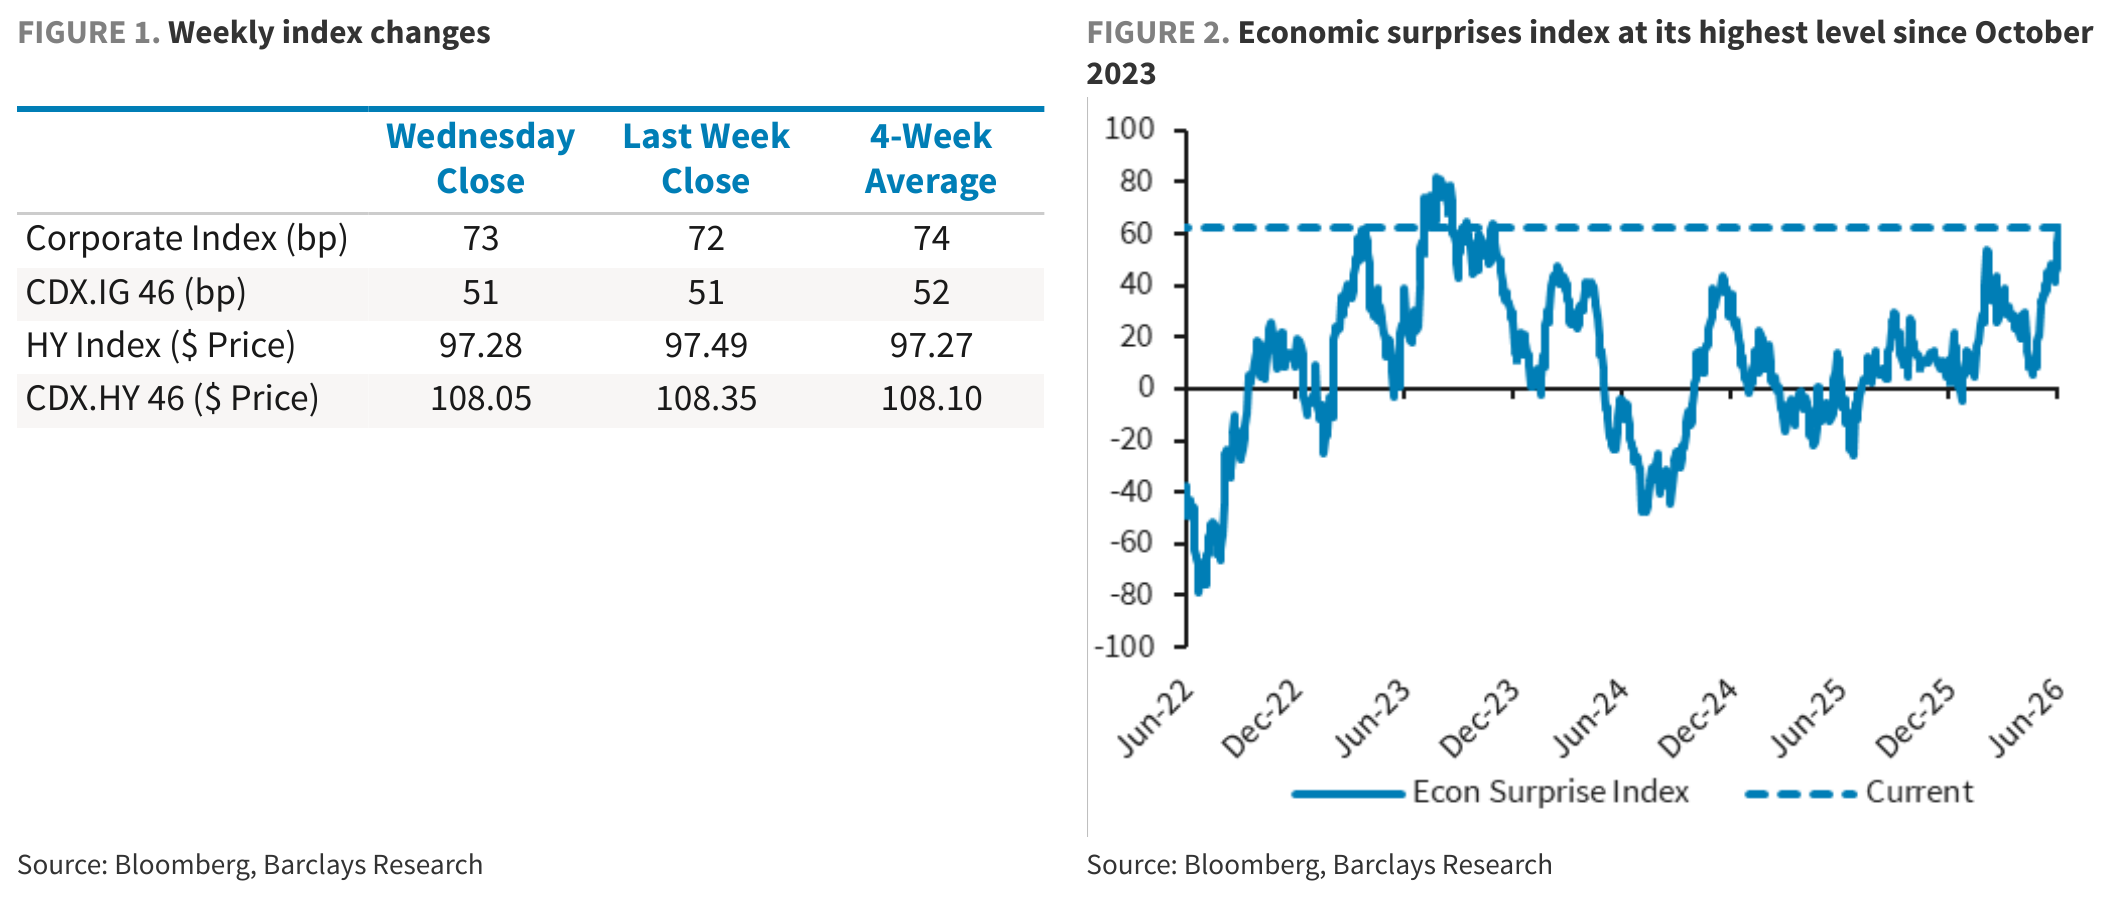 FIGURE 1. Weekly index changes
Wednesday Close
Last Week Close
4-Week Average
Corporate Index (bp) 73 72 74
CDX.IG 46 (bp) 51 51 52
HY Index ($ Price) 97.28 97.49 97.27
CDX.HY 46 ($ Price) 108.05 108.35 108.10
Source: Bloomberg, Barclays Research
FIGURE 2. Economic surprises index at its highest level since October
2023
100
80
60
40
20
0
-20
-40
-60
-80
-100
Jun-22
Dec-22
Jun-23
Dec-23
Jun-24
Dec-24
Jun-25
Dec-25
Jun-26
Econ Surprise Index
Current
Source: Bloomberg, Barclays Research